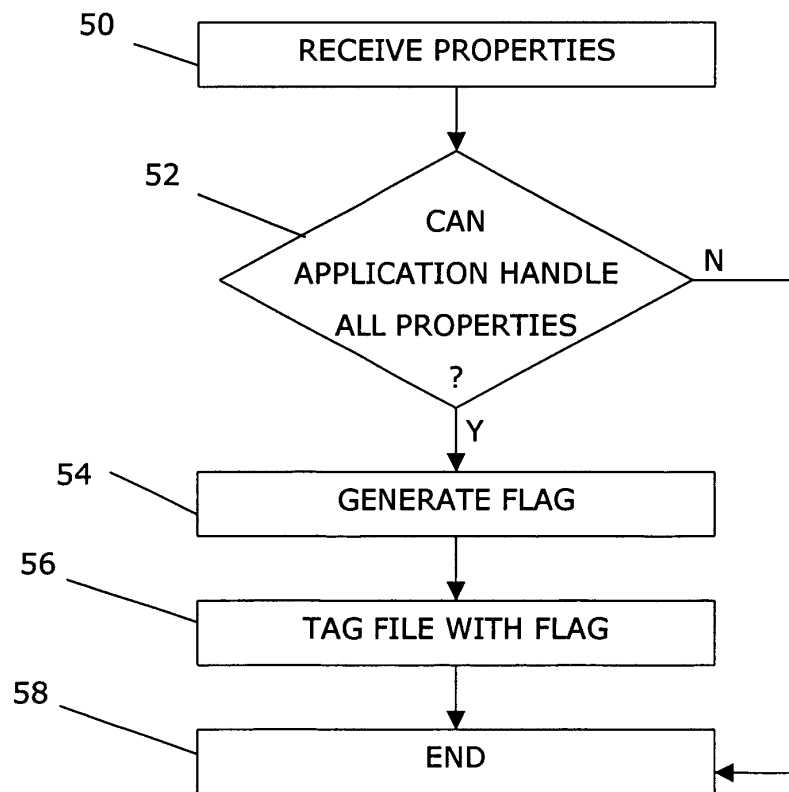 50
RECEIVE PROPERTIES
52
CAN
APPLICATION HANDLE
ALL PROPERTIES
?
N
Y
54
GENERATE FLAG
56
TAG FILE WITH FLAG
58
END